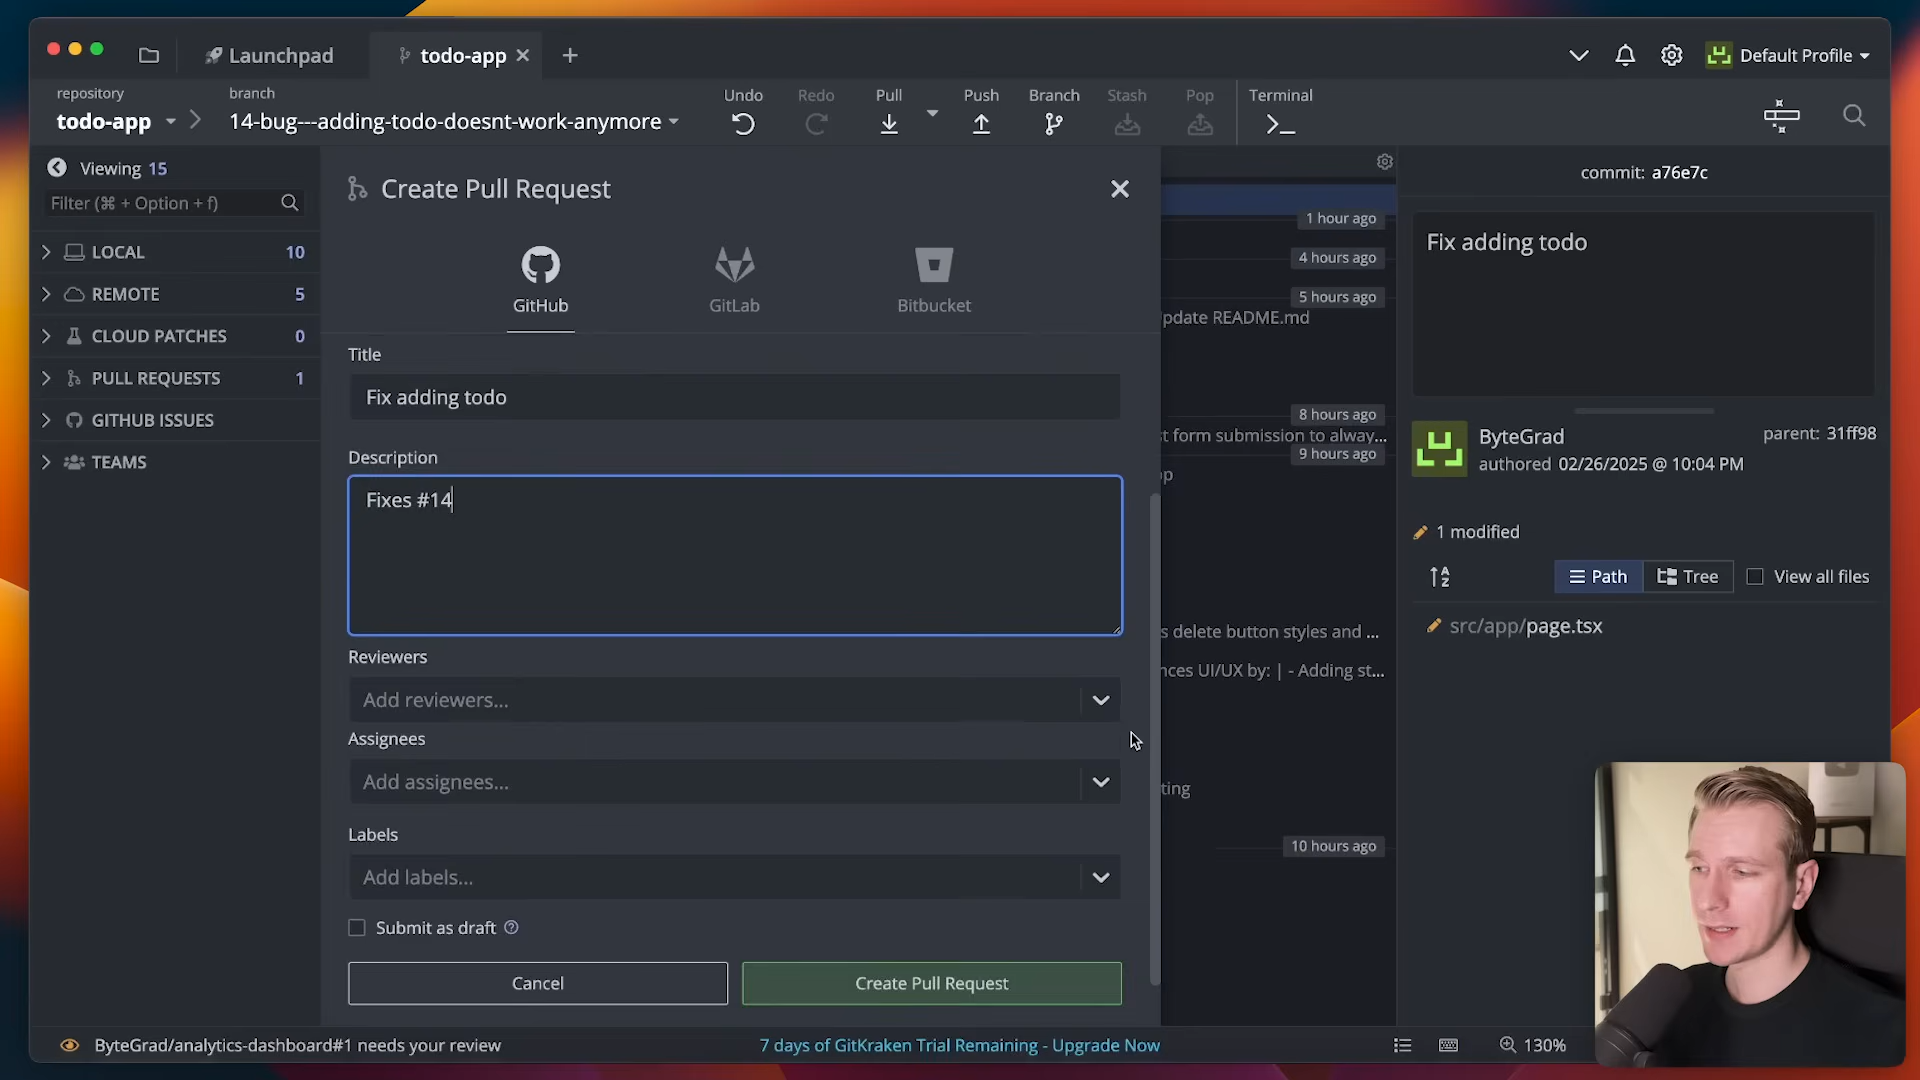 Launchpad
todo-app
Default Profile
repository
todo-app
branch
14-bug---adding-todo-doesnt-work-anymore
Undo
Redo
Pull
Push
Branch
Stash
Pop
Terminal
Viewing 15
Filter (⌘ + Option + f)
LOCAL 10
REMOTE 5
CLOUD PATCHES 0
PULL REQUESTS 1
GITHUB ISSUES
TEAMS
Create Pull Request
GitHub
GitLab
Bitbucket
Title
Fix adding todo
Description
Fixes #14
Reviewers
Add reviewers...
Assignees
Add assignees...
Labels
Add labels...
Submit as draft
Cancel
Create Pull Request
1 hour ago
4 hours ago
5 hours ago
pdate README.md
8 hours ago
t form submission to alway...
9 hours ago
p
s delete button styles and ...
nces UI/UX by: | - Adding st...
ting
10 hours ago
commit: a76e7c
Fix adding todo
ByteGrad
authored 02/26/2025 @ 10:04 PM
parent: 31ff98
1 modified
Path
Tree
View all files
src/app/page.tsx
ByteGrad/analytics-dashboard#1 needs your review
7 days of GitKraken Trial Remaining - Upgrade Now
130%